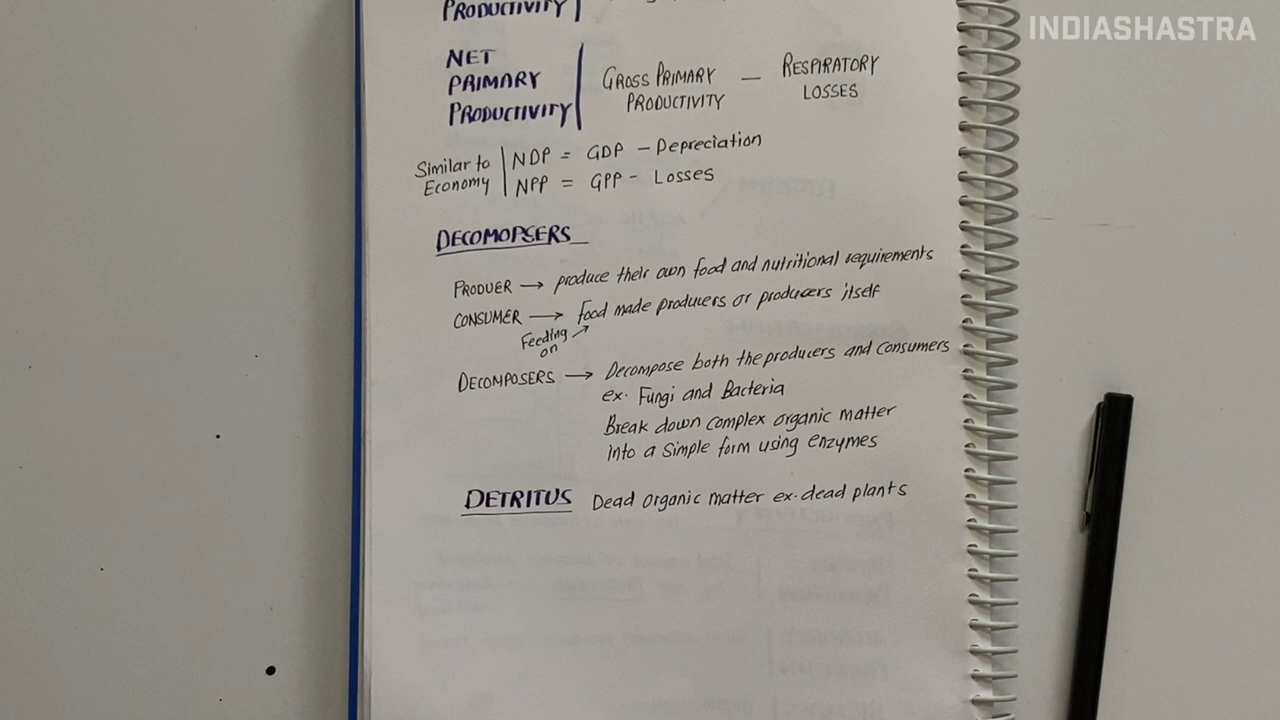 INDIASHASTRA
PRODUCTIVITY
NET
PRIMARY
PRODUCTIVITY
GROSS PRIMARY
PRODUCTIVITY
— RESPIRATORY
LOSSES
Similar to
Economy
NDP = GDP - Depreciation
NPP = GPP - Losses
DECOMOPSERS
PRODUER → produce their own food and nutritional requirements
CONSUMER → food made producers or producers itself
Feeding
on
DECOMPOSERS → Decompose both the producers and consumers
ex. Fungi and Bacteria
Break down complex organic matter
into a simple form using enzymes
DETRITUS Dead organic matter ex. dead plants